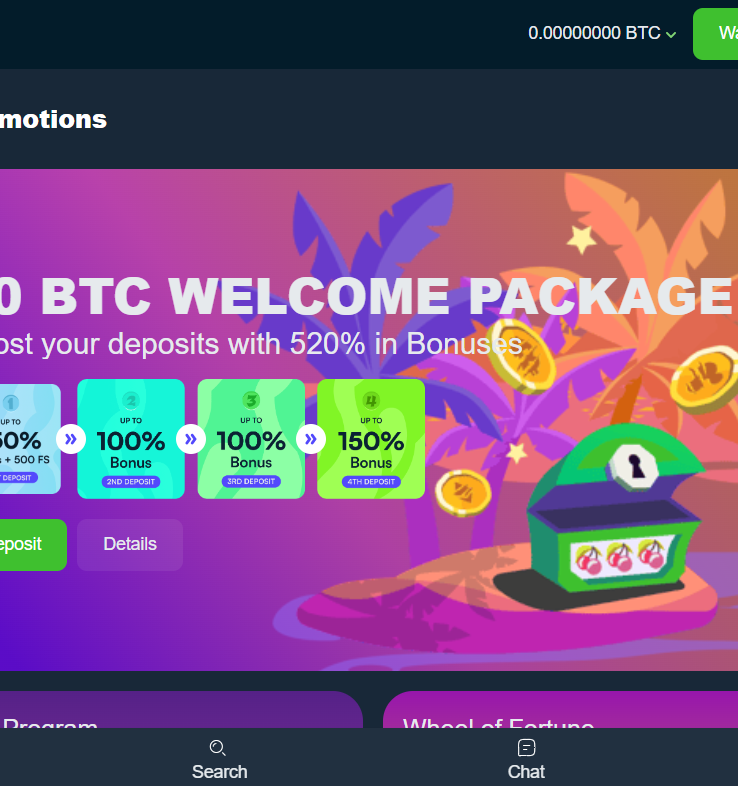 0.00000000 BTC
Wa
motions
0 BTC WELCOME PACKAGE
ost your deposits with 520% in Bonuses
1
UP TO
50%
s + 500 FS
T DEPOSIT
2
UP TO
100%
Bonus
2ND DEPOSIT
3
UP TO
100%
Bonus
3RD DEPOSIT
4
UP TO
150%
Bonus
4TH DEPOSIT
eposit
Details
Program
Wheel of Fortune
Search
Chat